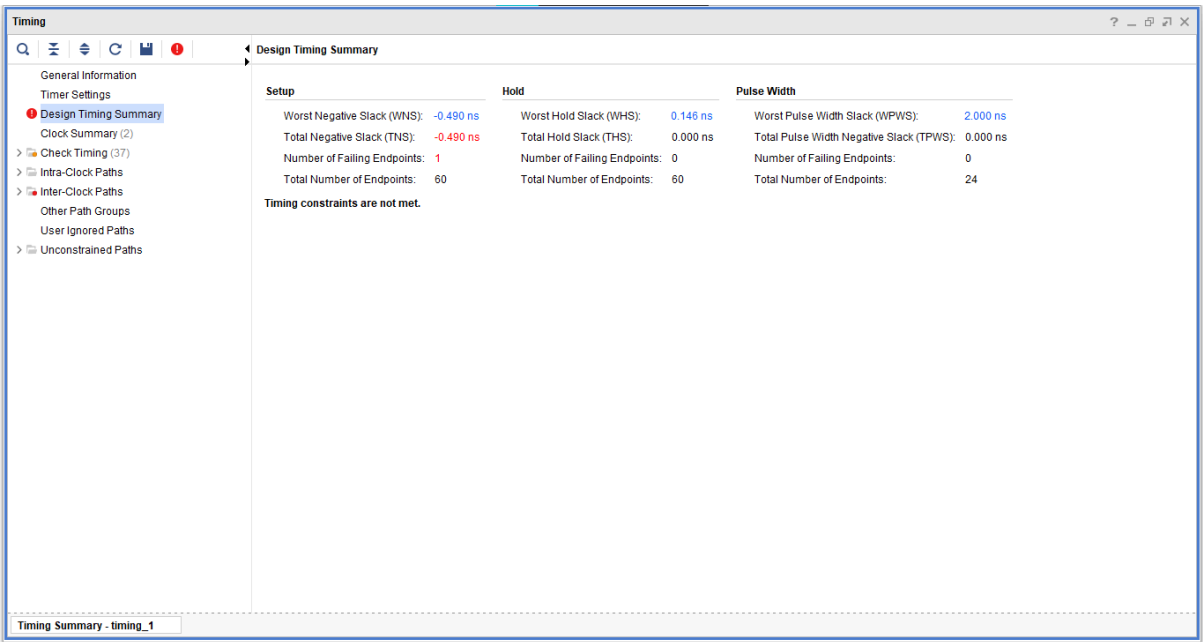 Timing
Design Timing Summary
General Information
Timer Settings
Design Timing Summary
Clock Summary (2)
Check Timing (37)
Intra-Clock Paths
Inter-Clock Paths
Other Path Groups
User Ignored Paths
Unconstrained Paths
Setup Hold Pulse Width
Worst Negative Slack (WNS): -0.490 ns Worst Hold Slack (WHS): 0.146 ns Worst Pulse Width Slack (WPWS): 2.000 ns
Total Negative Slack (TNS): -0.490 ns Total Hold Slack (THS): 0.000 ns Total Pulse Width Negative Slack (TPWS): 0.000 ns
Number of Failing Endpoints: 1 Number of Failing Endpoints: 0 Number of Failing Endpoints: 0
Total Number of Endpoints: 60 Total Number of Endpoints: 60 Total Number of Endpoints: 24
Timing constraints are not met.
Timing Summary - timing_1